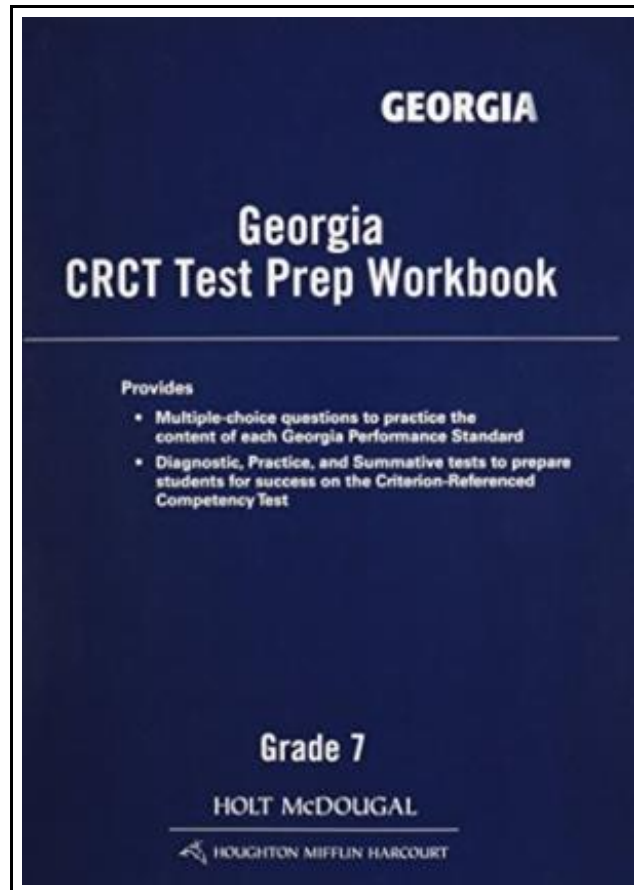 GEORGIA
Georgia
CRCT Test Prep Workbook
Provides
• Multiple-choice questions to practice the
content of each Georgia Performance Standard
• Diagnostic, Practice, and Summative tests to prepare
students for success on the Criterion-Referenced
Competency Test
Grade 7
HOLT McDOUGAL
HOUGHTON MIFFLIN HARCOURT